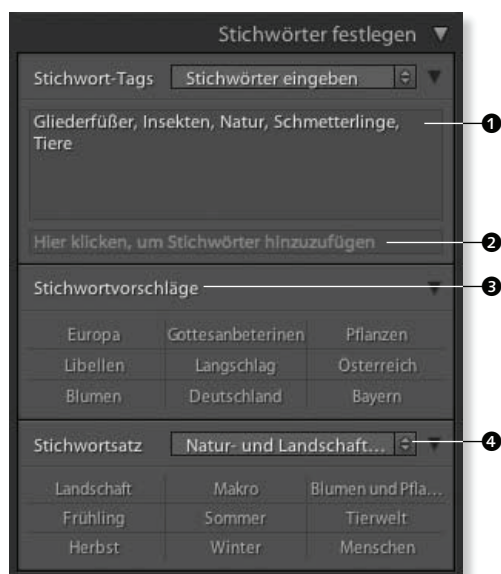 Stichwörter festlegen
Stichwort-Tags Stichwörter eingeben
Gliederfüßer, Insekten, Natur, Schmetterlinge,
Tiere
1
Hier klicken, um Stichwörter hinzuzufügen
2
Stichwortvorschläge
3
Europa Gottesanbeterinen Pflanzen
Libellen Langschlag Österreich
Blumen Deutschland Bayern
Stichwortsatz Natur- und Landschaft...
4
Landschaft Makro Blumen und Pfla...
Frühling Sommer Tierwelt
Herbst Winter Menschen